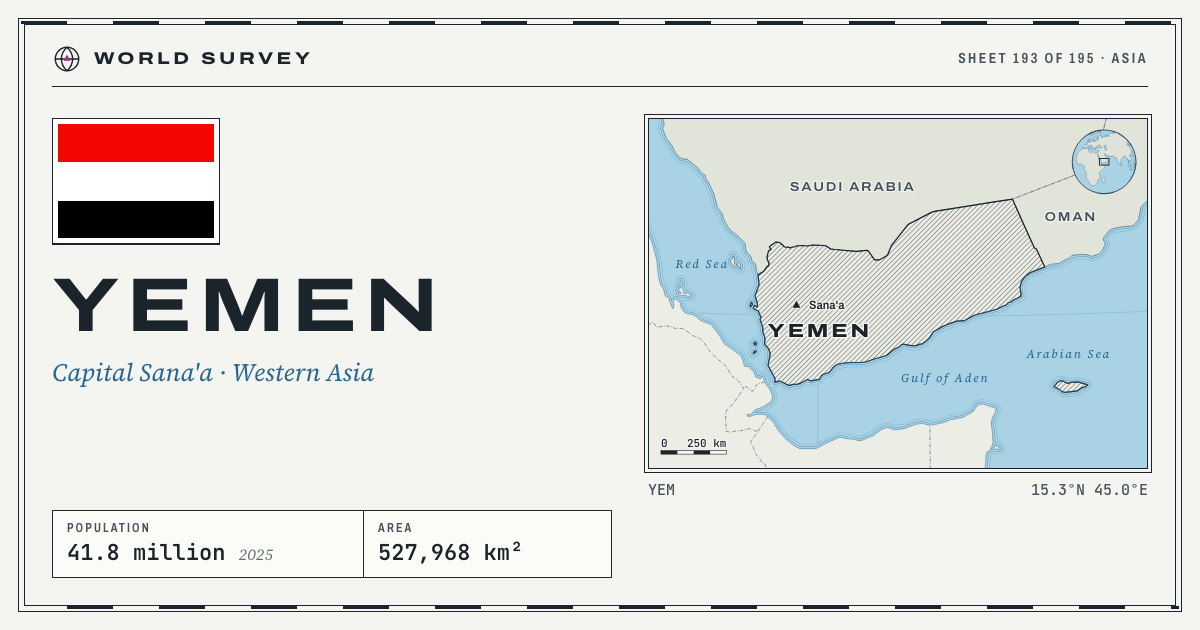 WORLD SURVEY
SHEET 193 OF 195 · ASIA
YEMEN
Capital Sana'a · Western Asia
SAUDI ARABIA
OMAN
Red Sea
Sana'a
YEMEN
Arabian Sea
Gulf of Aden
0 250 km
YEM
15.3°N 45.0°E
POPULATION
41.8 million 2025
AREA
527,968 km²